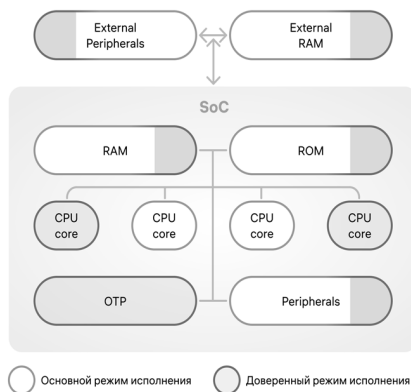 External
Peripherals
External
RAM
SoC
RAM
ROM
CPU
core
CPU
core
CPU
core
CPU
core
OTP
Peripherals
Основной режим исполнения
Доверенный режим исполнения